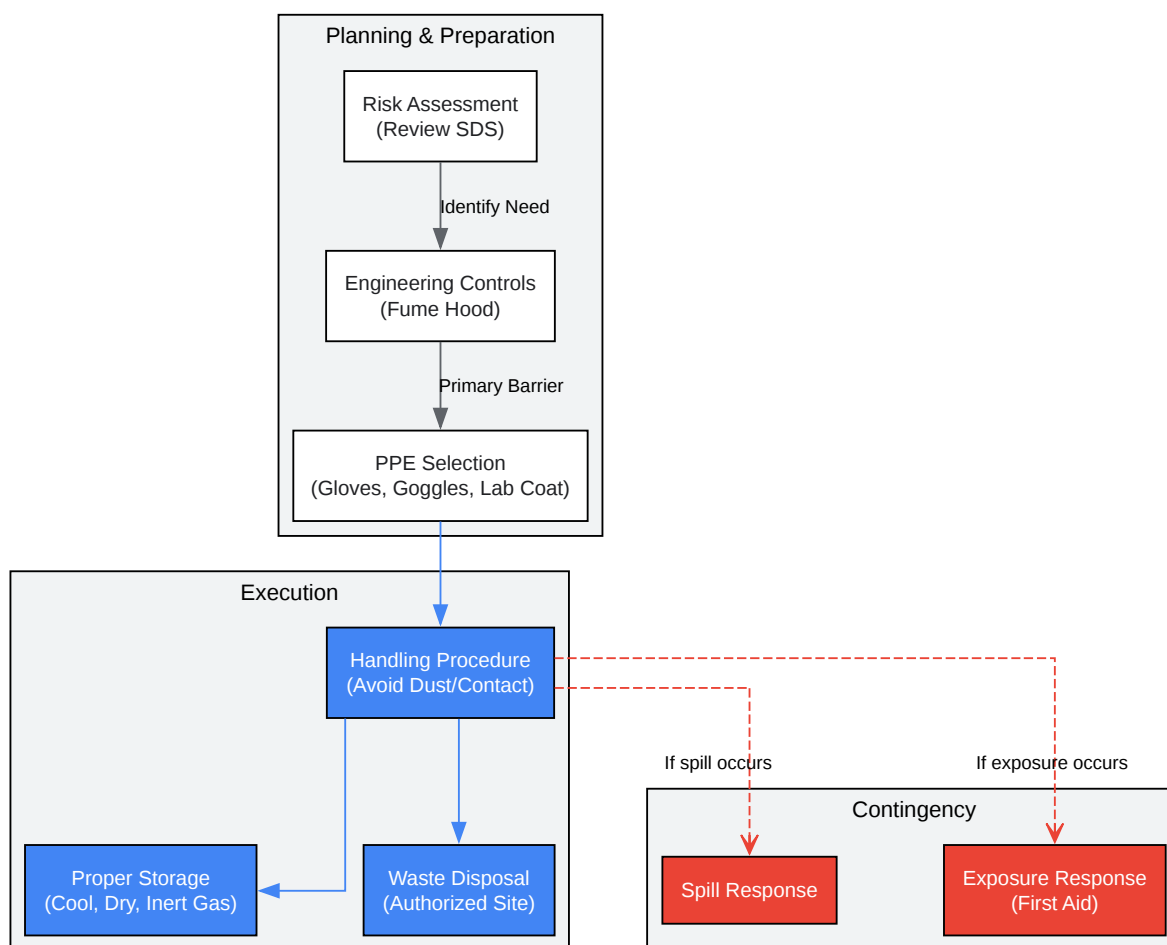 Planning & Preparation
Risk Assessment
(Review SDS)
Identify Need
Engineering Controls
(Fume Hood)
Primary Barrier
PPE Selection
(Gloves, Goggles, Lab Coat)
Execution
Handling Procedure
(Avoid Dust/Contact)
If spill occurs
If exposure occurs
Contingency
Proper Storage
(Cool, Dry, Inert Gas)
Waste Disposal
(Authorized Site)
Spill Response
Exposure Response
(First Aid)